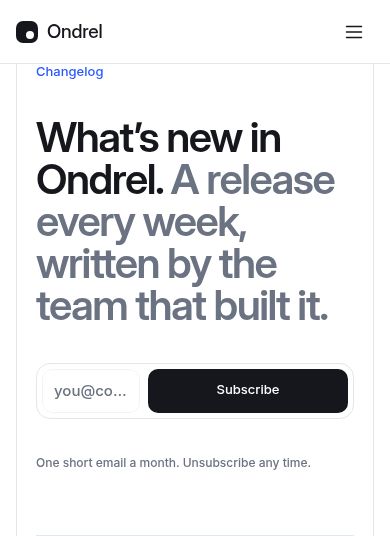 Ondrel
Changelog
What's new in
Ondrel. A release
every week,
written by the
team that built it.
you@co...
Subscribe
One short email a month. Unsubscribe any time.